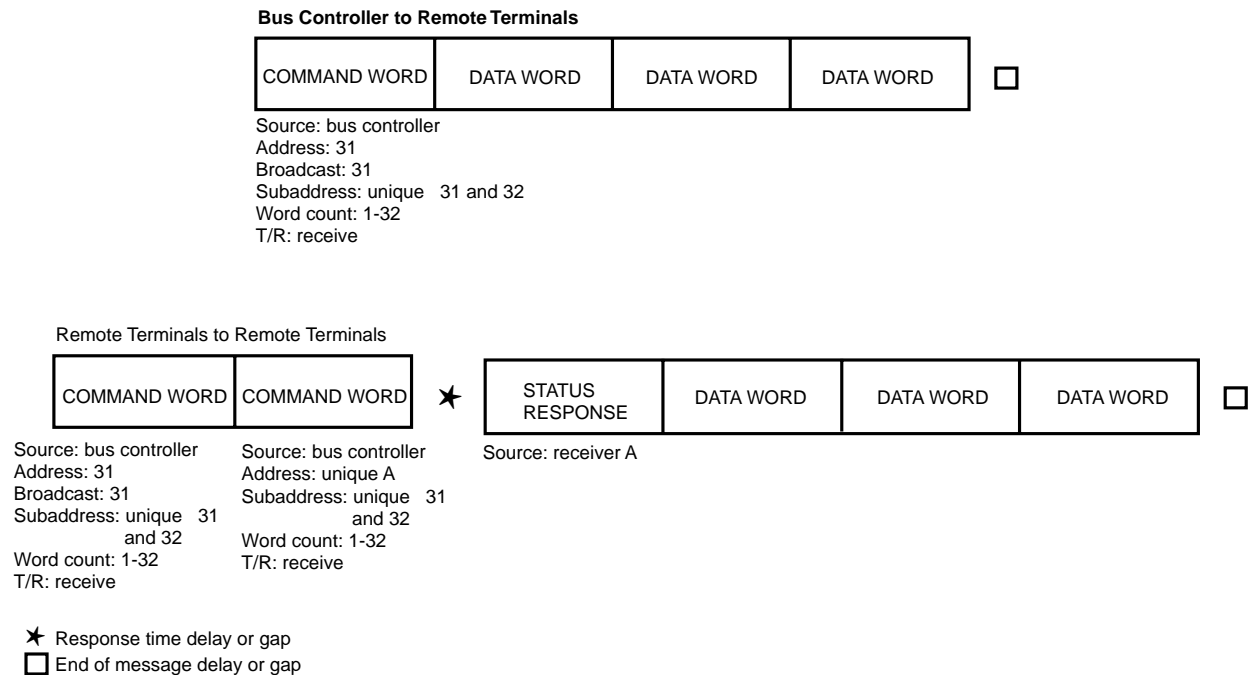 Bus Controller to Remote Terminals
COMMAND WORD
DATA WORD
DATA WORD
DATA WORD
Source: bus controller
Address: 31
Broadcast: 31
Subaddress: unique 31 and 32
Word count: 1-32
T/R: receive
Remote Terminals to Remote Terminals
COMMAND WORD
COMMAND WORD
STATUS
RESPONSE
DATA WORD
DATA WORD
DATA WORD
Source: bus controller
Address: 31
Broadcast: 31
Subaddress: unique 31
and 32
Word count: 1-32
T/R: receive
Source: bus controller
Address: unique A
Subaddress: unique 31
and 32
Word count: 1-32
T/R: receive
Source: receiver A
Response time delay or gap
End of message delay or gap